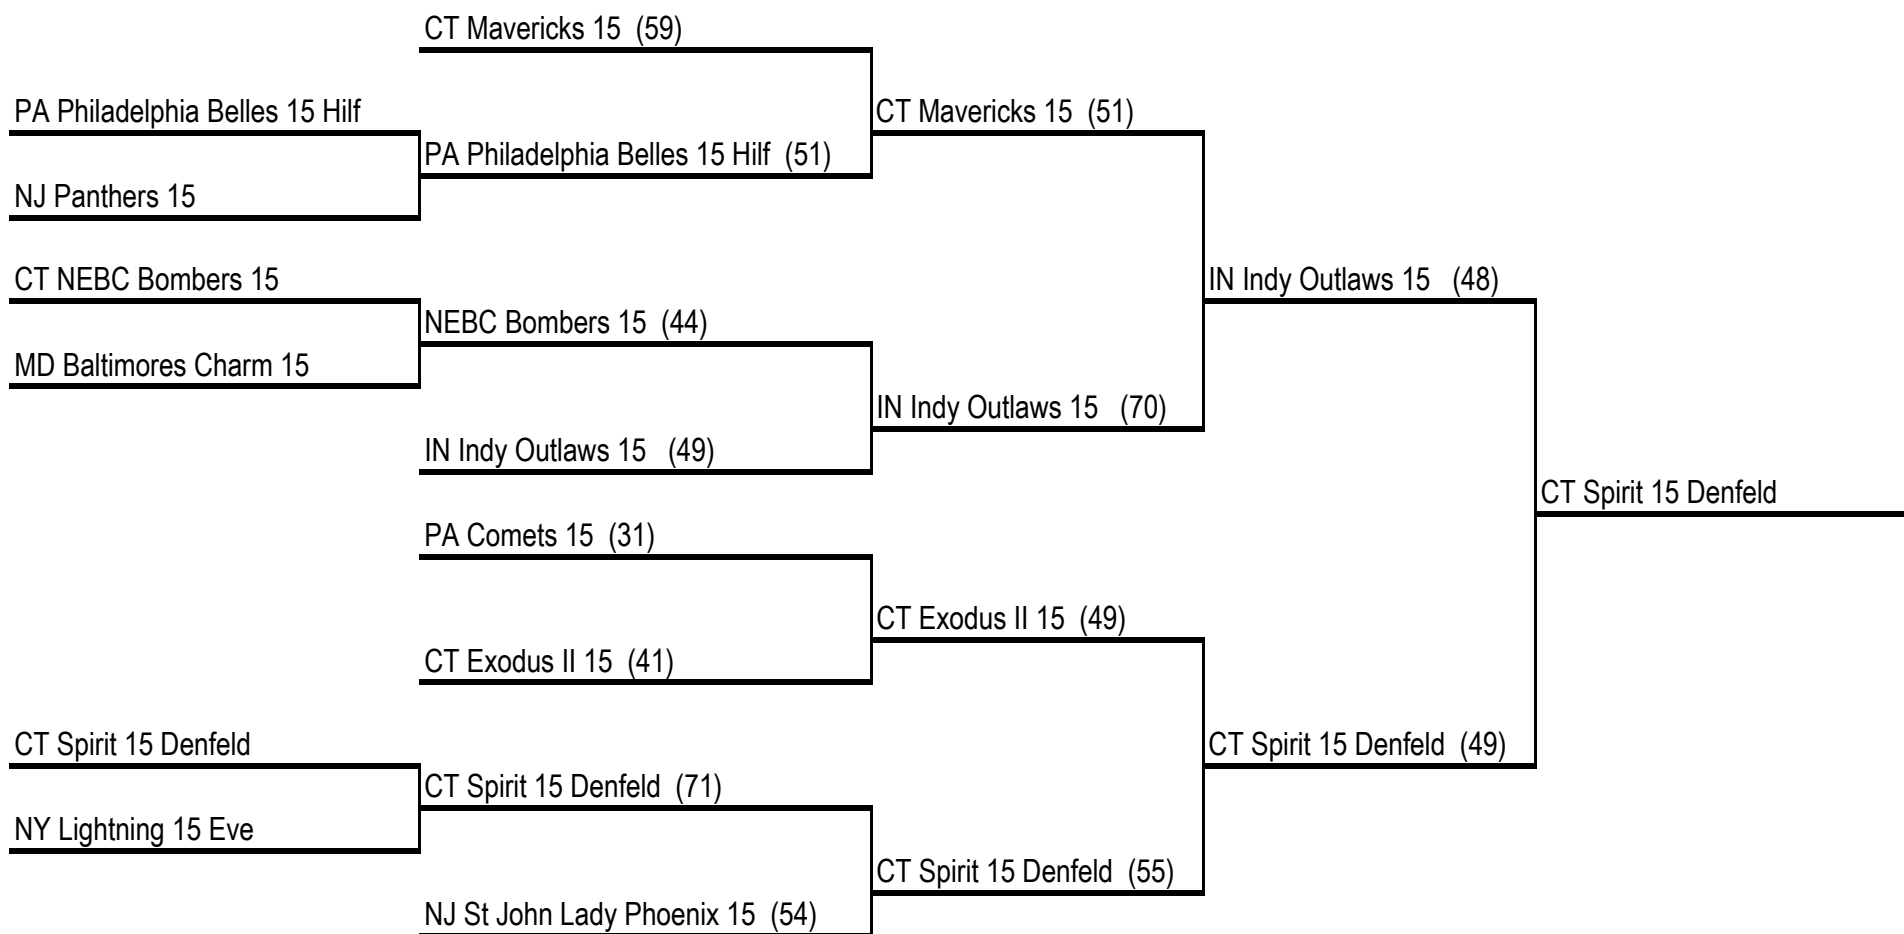 CT Mavericks 15 (59)
PA Philadelphia Belles 15 Hilf
CT Mavericks 15 (51)
PA Philadelphia Belles 15 Hilf (51)
NJ Panthers 15
CT NEBC Bombers 15
IN Indy Outlaws 15 (48)
NEBC Bombers 15 (44)
MD Baltimores Charm 15
IN Indy Outlaws 15 (70)
IN Indy Outlaws 15 (49)
CT Spirit 15 Denfeld
PA Comets 15 (31)
CT Exodus II 15 (49)
CT Exodus II 15 (41)
CT Spirit 15 Denfeld
CT Spirit 15 Denfeld (49)
CT Spirit 15 Denfeld (71)
NY Lightning 15 Eve
CT Spirit 15 Denfeld (55)
NJ St John Lady Phoenix 15 (54)